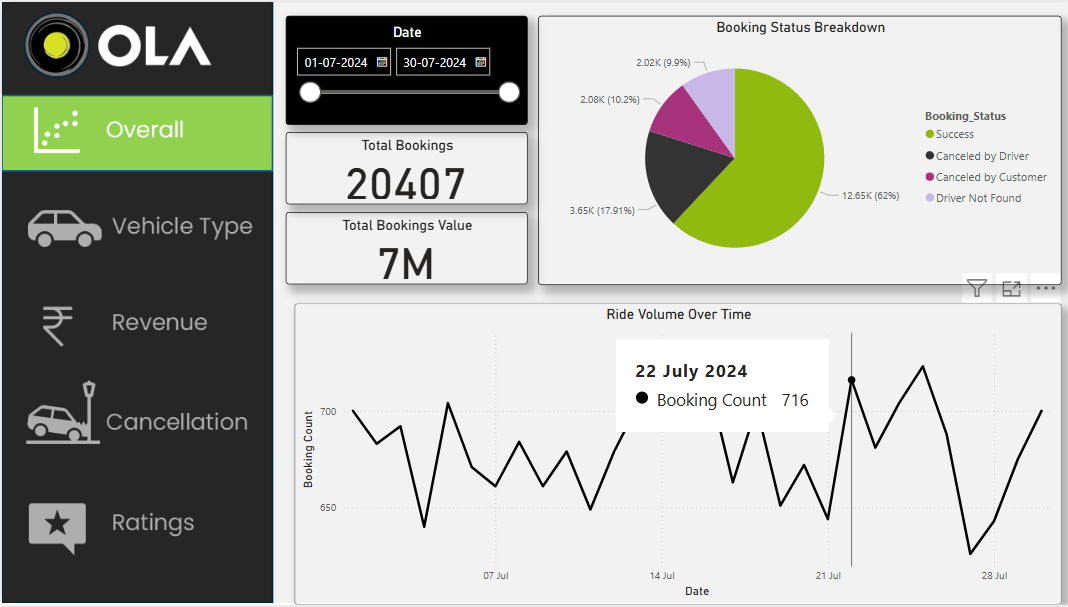 OLA
Overall
Vehicle Type
Revenue
Cancellation
Ratings
Date
01-07-2024
30-07-2024
Total Bookings
20407
Total Bookings Value
7M
Booking Status Breakdown
2.02K (9.9%)
2.08K (10.2%)
3.65K (17.91%)
12.65K (62%)
Booking_Status
Success
Canceled by Driver
Canceled by Customer
Driver Not Found
Ride Volume Over Time
22 July 2024
Booking Count 716
Booking Count
700
650
07 Jul
14 Jul
21 Jul
28 Jul
Date